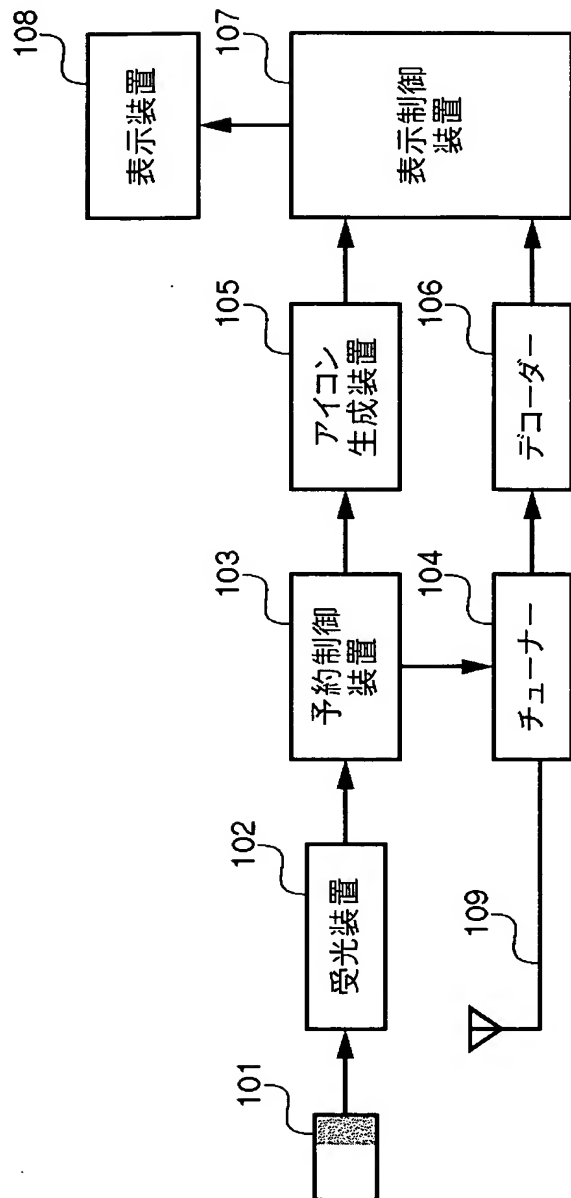 108
表示装置
107
表示制御
装置
105
アイコン
生成装置
106
デコーダー
103
予約制御
装置
104
チューナー
102
受光装置
109
101